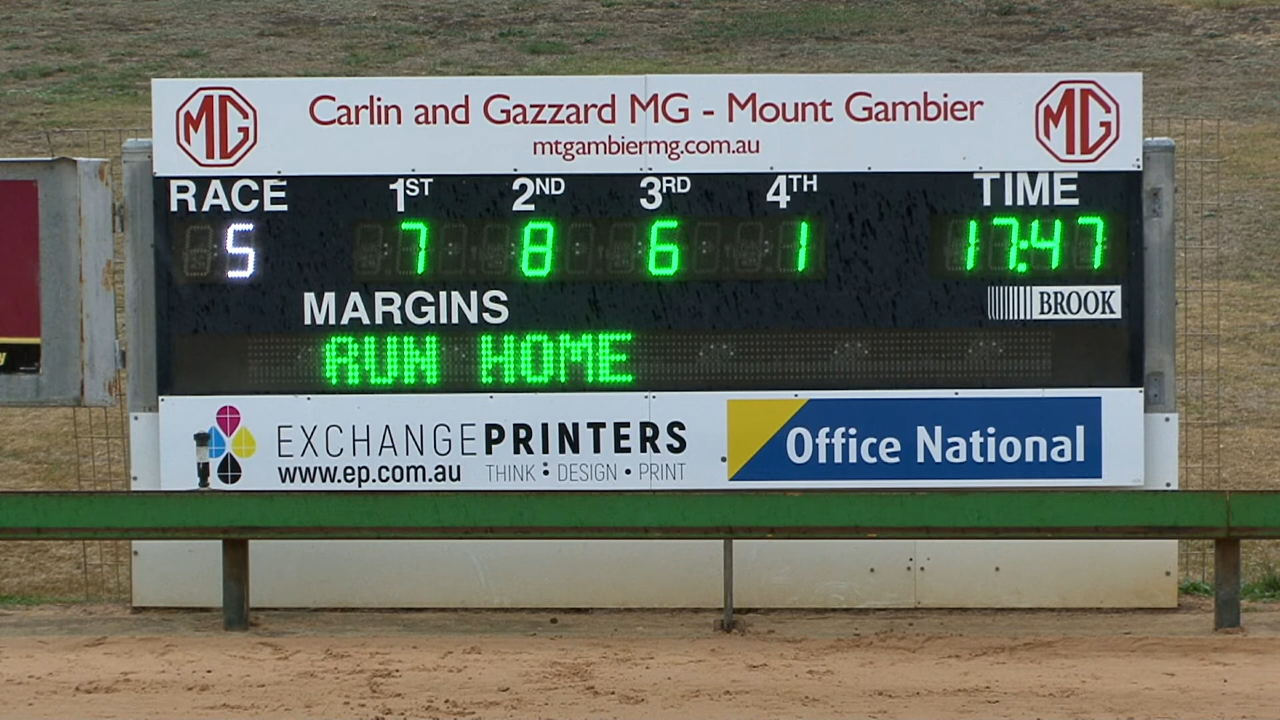 MG Carlin and Gazzard MG - Mount Gambier MG
mtgambiermg.com.au
RACE 1ST 2ND 3RD 4TH TIME
5 7 8 6 1 17:47
MARGINS BROOK
RUN HOME
EXCHANGEPRINTERS
www.ep.com.au THINK : DESIGN • PRINT
Office National